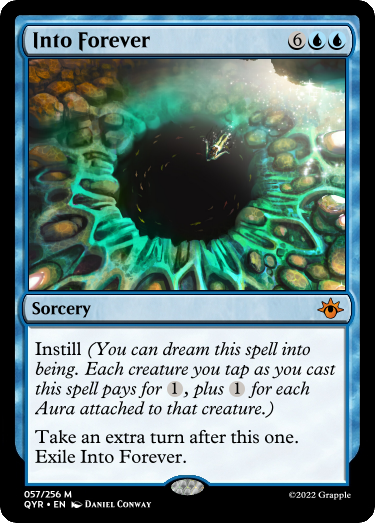 Into Forever 6
Sorcery
Instill (You can dream this spell into
being. Each creature you tap as you cast
this spell pays for 1, plus 1 for each
Aura attached to that creature.)
Take an extra turn after this one.
Exile Into Forever.
057/256 M
QYR • EN Daniel Conway
©2022 Grapple